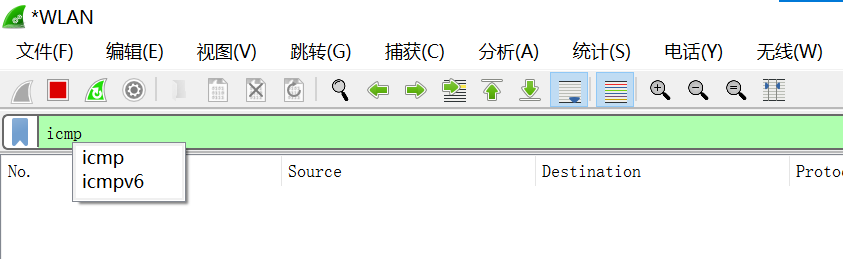 *WLAN
文件(F) 编辑(E) 视图(V) 跳转(G) 捕获(C) 分析(A) 统计(S) 电话(Y) 无线(W)
icmp
icmp
icmpv6
No. Source Destination Protoc